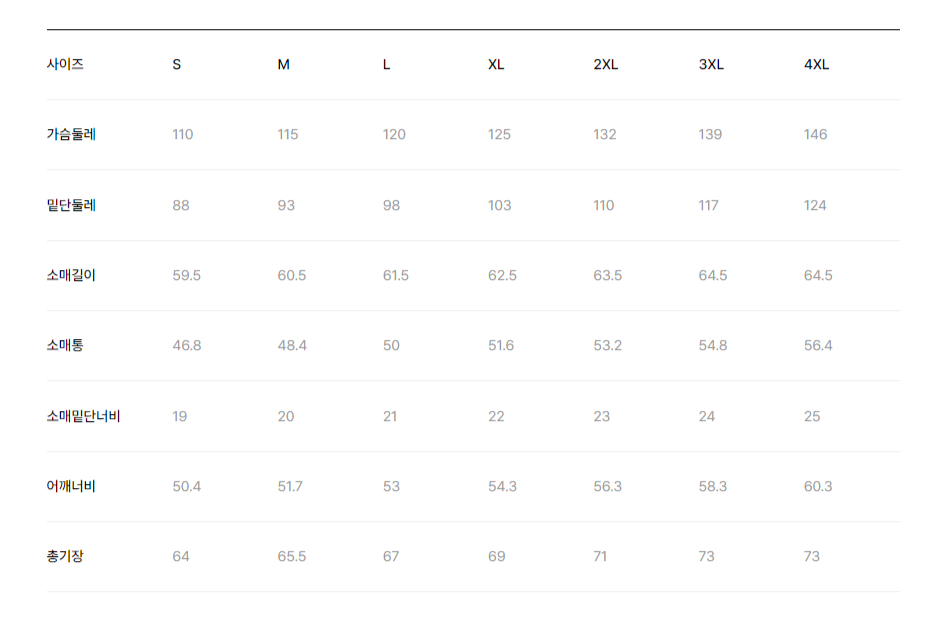 사이즈 S M L XL 2XL 3XL 4XL
가슴둘레 110 115 120 125 132 139 146
밑단둘레 88 93 98 103 110 117 124
소매길이 59.5 60.5 61.5 62.5 63.5 64.5 64.5
소매통 46.8 48.4 50 51.6 53.2 54.8 56.4
소매밑단너비 19 20 21 22 23 24 25
어깨너비 50.4 51.7 53 54.3 56.3 58.3 60.3
총기장 64 65.5 67 69 71 73 73